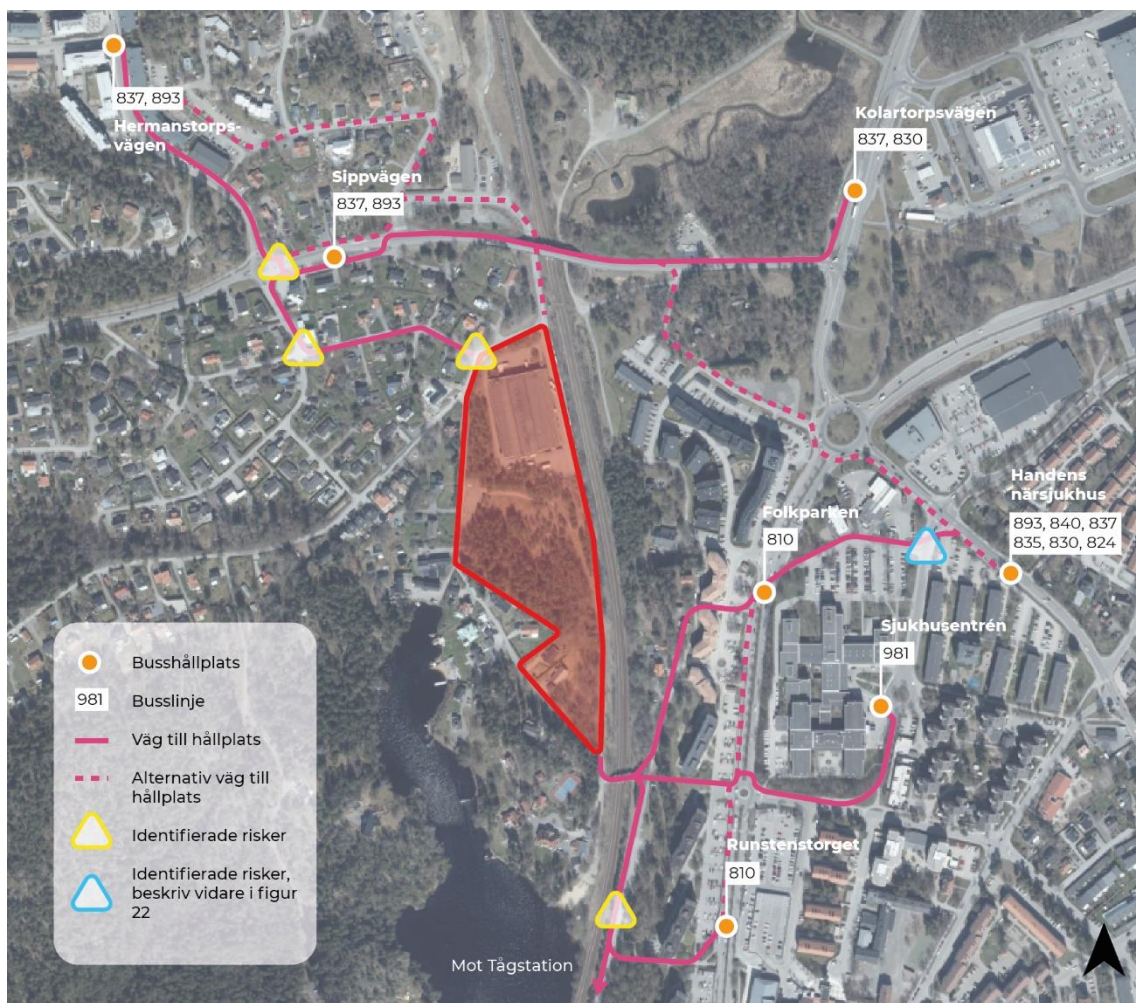 837, 893
Hermanstorps-
vägen
Sippvägen
837, 893
Kolartorpsvägen
837, 830
Handens
närsjukhus
893, 840, 837
835, 830, 824
Folkparken
810
Sjukhusentrén
981
Runstenstorget
810
Mot Tågstation
Busshållplats
981
Busslinje
Väg till hållplats
Alternativ väg till
hållplats
Identifierade risker
Identifierade risker,
beskriv vidare i figur
22